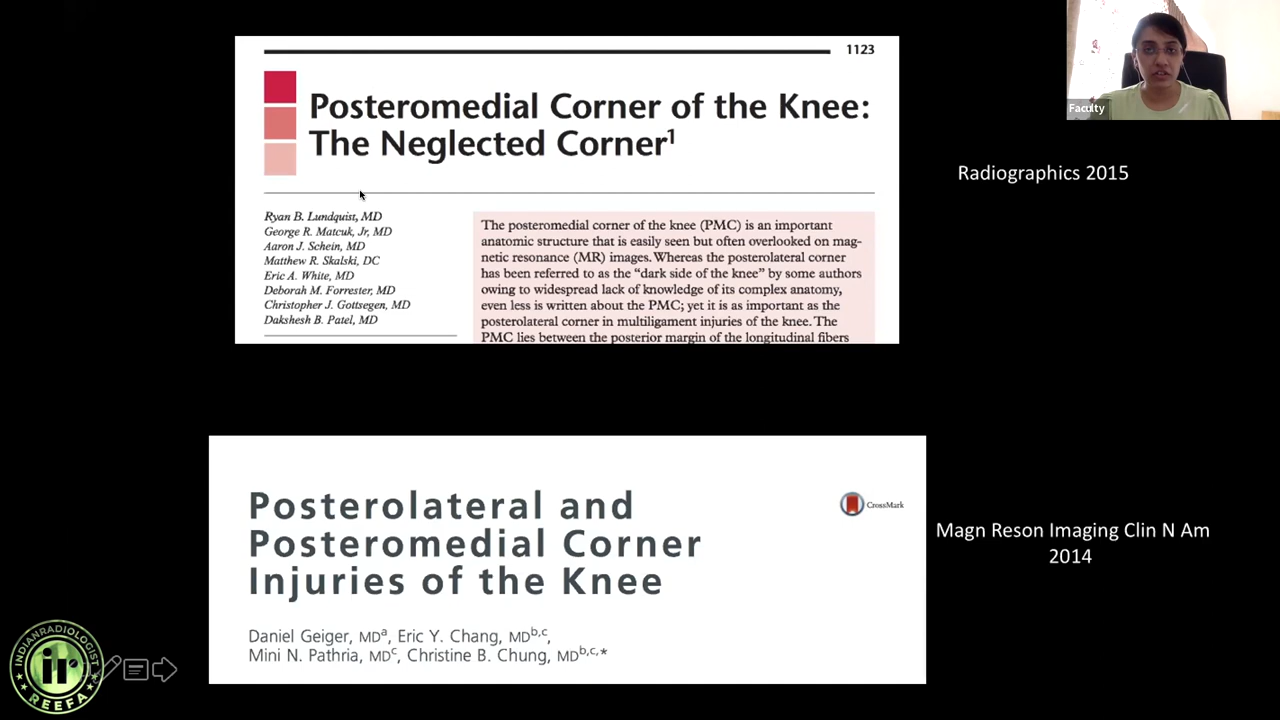 1123
Posteromedial Corner of the Knee:
The Neglected Corner1
Ryan B. Lundquist, MD
George R. Matcuk, Jr, MD
Aaron J. Schein, MD
Matthew R. Skalski, DC
Eric A. White, MD
Deborah M. Forrester, MD
Christopher J. Gottsegen, MD
Dakshesh B. Patel, MD
The posteromedial corner of the knee (PMC) is an important
anatomic structure that is easily seen but often overlooked on mag-
netic resonance (MR) images. Whereas the posterolateral corner
has been referred to as the “dark side of the knee” by some authors
owing to widespread lack of knowledge of its complex anatomy,
even less is written about the PMC; yet it is as important as the
posterolateral corner in multiligament injuries of the knee. The
PMC lies between the posterior margin of the longitudinal fibers
Faculty
Radiographics 2015
Posterolateral and
Posteromedial Corner
Injuries of the Knee
CrossMark
Daniel Geiger, MDa, Eric Y. Chang, MDb,c,
Mini N. Pathria, MDc, Christine B. Chung, MDb,c,*
Magn Reson Imaging Clin N Am
2014
INDIANRADIOLOGIST
ir
REEFA